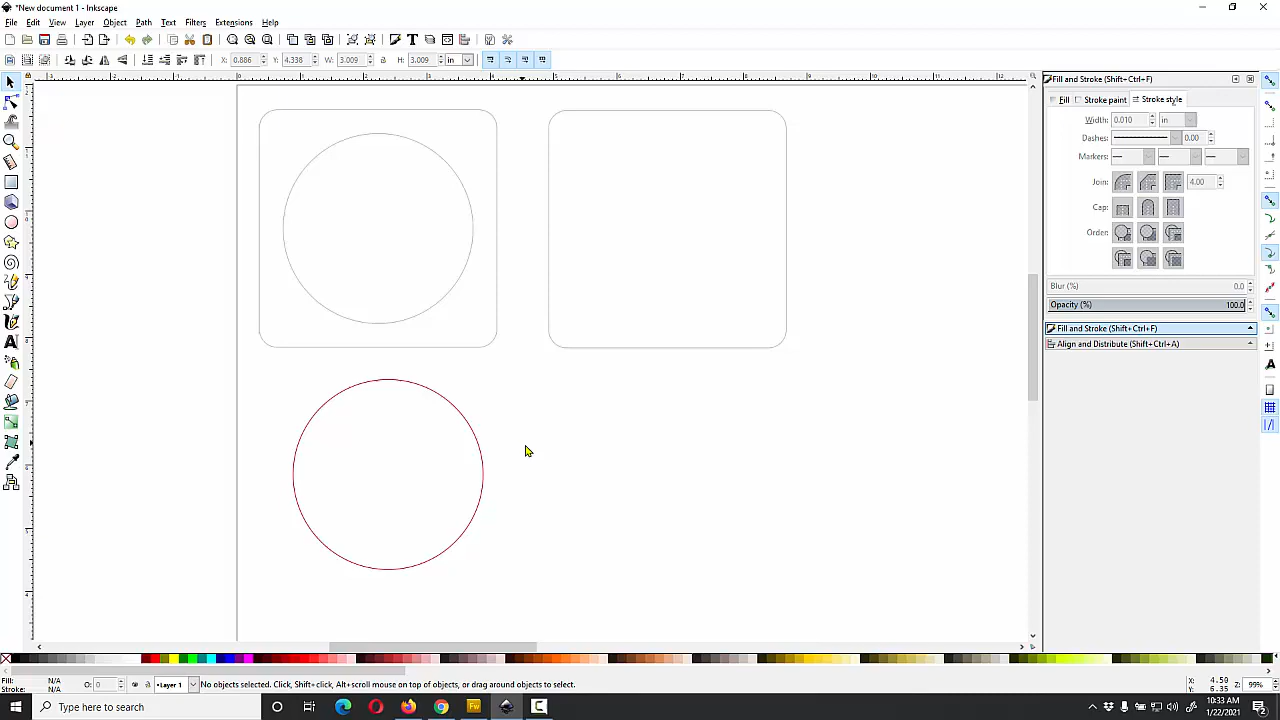 *New document 1 - Inkscape
File Edit View Layer Object Path Text Filters Extensions Help
X: 0.886 Y: 4.338 W: 3.009 H: 3.009 in
Fill and Stroke (Shift+Ctrl+F)
Fill Stroke paint Stroke style
Width: 0.010 in
Dashes: 0.00
Markers:
Join: 4.00
Cap:
Order:
Blur (%) 0.0
Opacity (%) 100.0
Fill and Stroke (Shift+Ctrl+F)
Align and Distribute (Shift+Ctrl+A)
Fill: N/A
Stroke: N/A
O: 0
Layer 1
No objects selected. Click, Shift+click, Alt+scroll mouse on top of objects, or drag around objects to select.
X: 4.50
Y: 6.35
Z: 99%
Type here to search
10:33 AM
1/22/2021